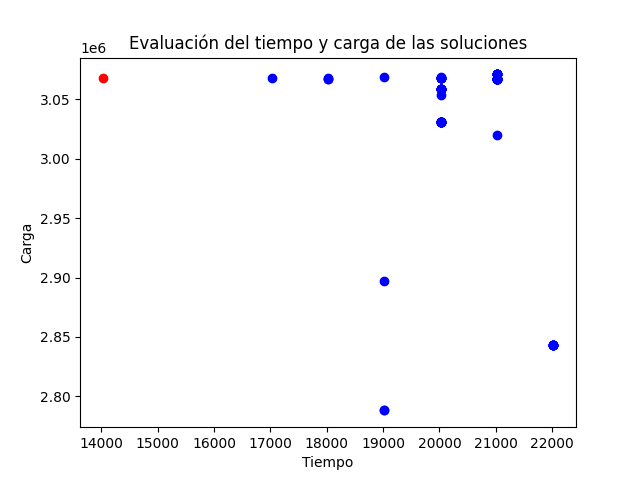 Evaluación del tiempo y carga de las soluciones
1e6
3.05
3.00
2.95
2.90
2.85
2.80
Carga
14000 15000 16000 17000 18000 19000 20000 21000 22000
Tiempo